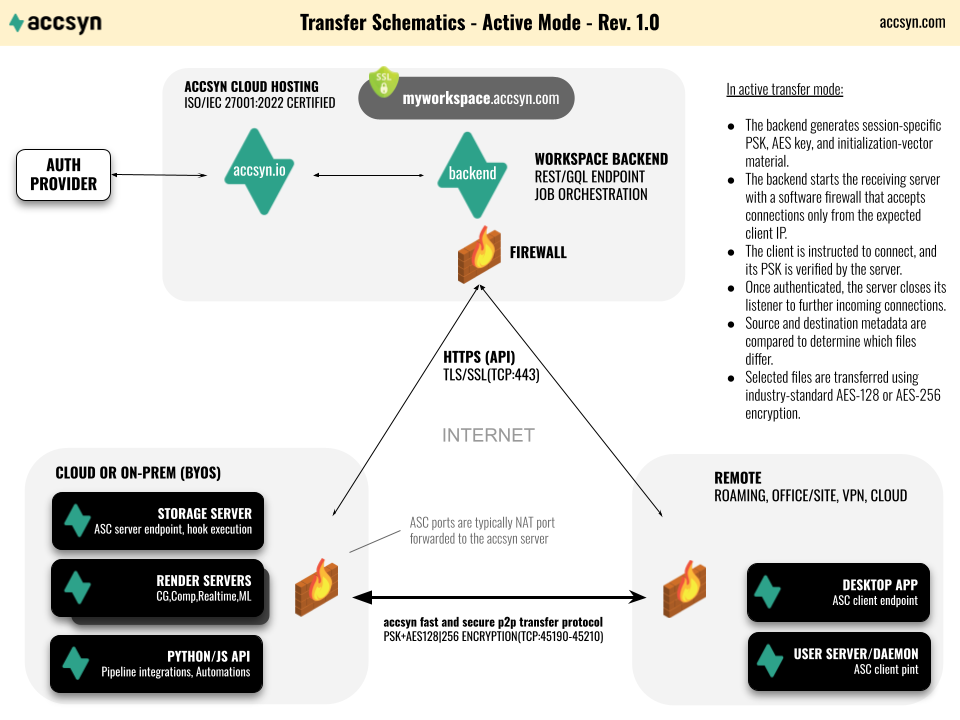 accsyn
Transfer Schematics - Active Mode - Rev. 1.0
accsyn.com
ACCSYN CLOUD HOSTING
ISO/IEC 27001:2022 CERTIFIED
SSL
myworkspace.accsyn.com
AUTH
PROVIDER
accsyn.io
backend
WORKSPACE BACKEND
REST/GQL ENDPOINT
JOB ORCHESTRATION
FIREWALL
In active transfer mode:
● The backend generates session-specific
PSK, AES key, and initialization-vector
material.
● The backend starts the receiving server
with a software firewall that accepts
connections only from the expected
client IP.
● The client is instructed to connect, and
its PSK is verified by the server.
● Once authenticated, the server closes its
listener to further incoming connections.
● Source and destination metadata are
compared to determine which files
differ.
● Selected files are transferred using
industry-standard AES-128 or AES-256
encryption.
HTTPS (API)
TLS/SSL(TCP:443)
INTERNET
CLOUD OR ON-PREM (BYOS)
STORAGE SERVER
ASC server endpoint, hook execution
RENDER SERVERS
CG,Comp,Realtime,ML
PYTHON/JS API
Pipeline integrations, Automations
ASC ports are typically NAT port
forwarded to the accsyn server
accsyn fast and secure p2p transfer protocol
PSK+AES128|256 ENCRYPTION(TCP:45190-45210)
REMOTE
ROAMING, OFFICE/SITE, VPN, CLOUD
DESKTOP APP
ASC client endpoint
USER SERVER/DAEMON
ASC client pint